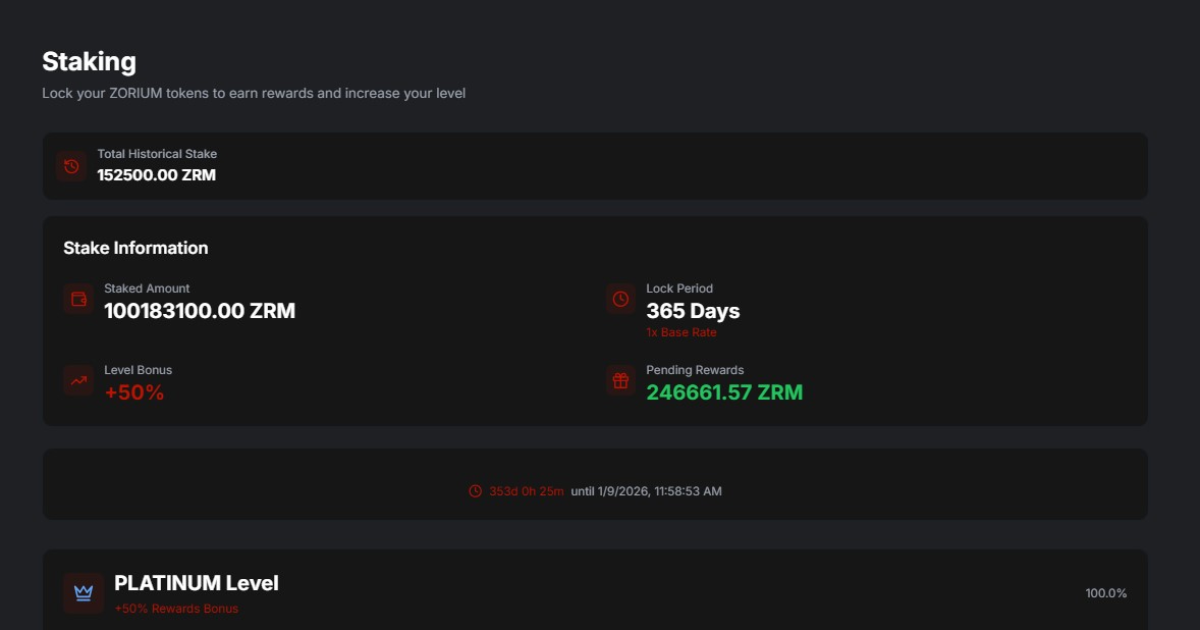 Staking
Lock your ZORIUM tokens to earn rewards and increase your level
Total Historical Stake
152500.00 ZRM
Stake Information
Staked Amount
100183100.00 ZRM
Lock Period
365 Days
1x Base Rate
Level Bonus
+50%
Pending Rewards
246661.57 ZRM
353d 0h 25m until 1/9/2026, 11:58:53 AM
PLATINUM Level
+50% Rewards Bonus
100.0%